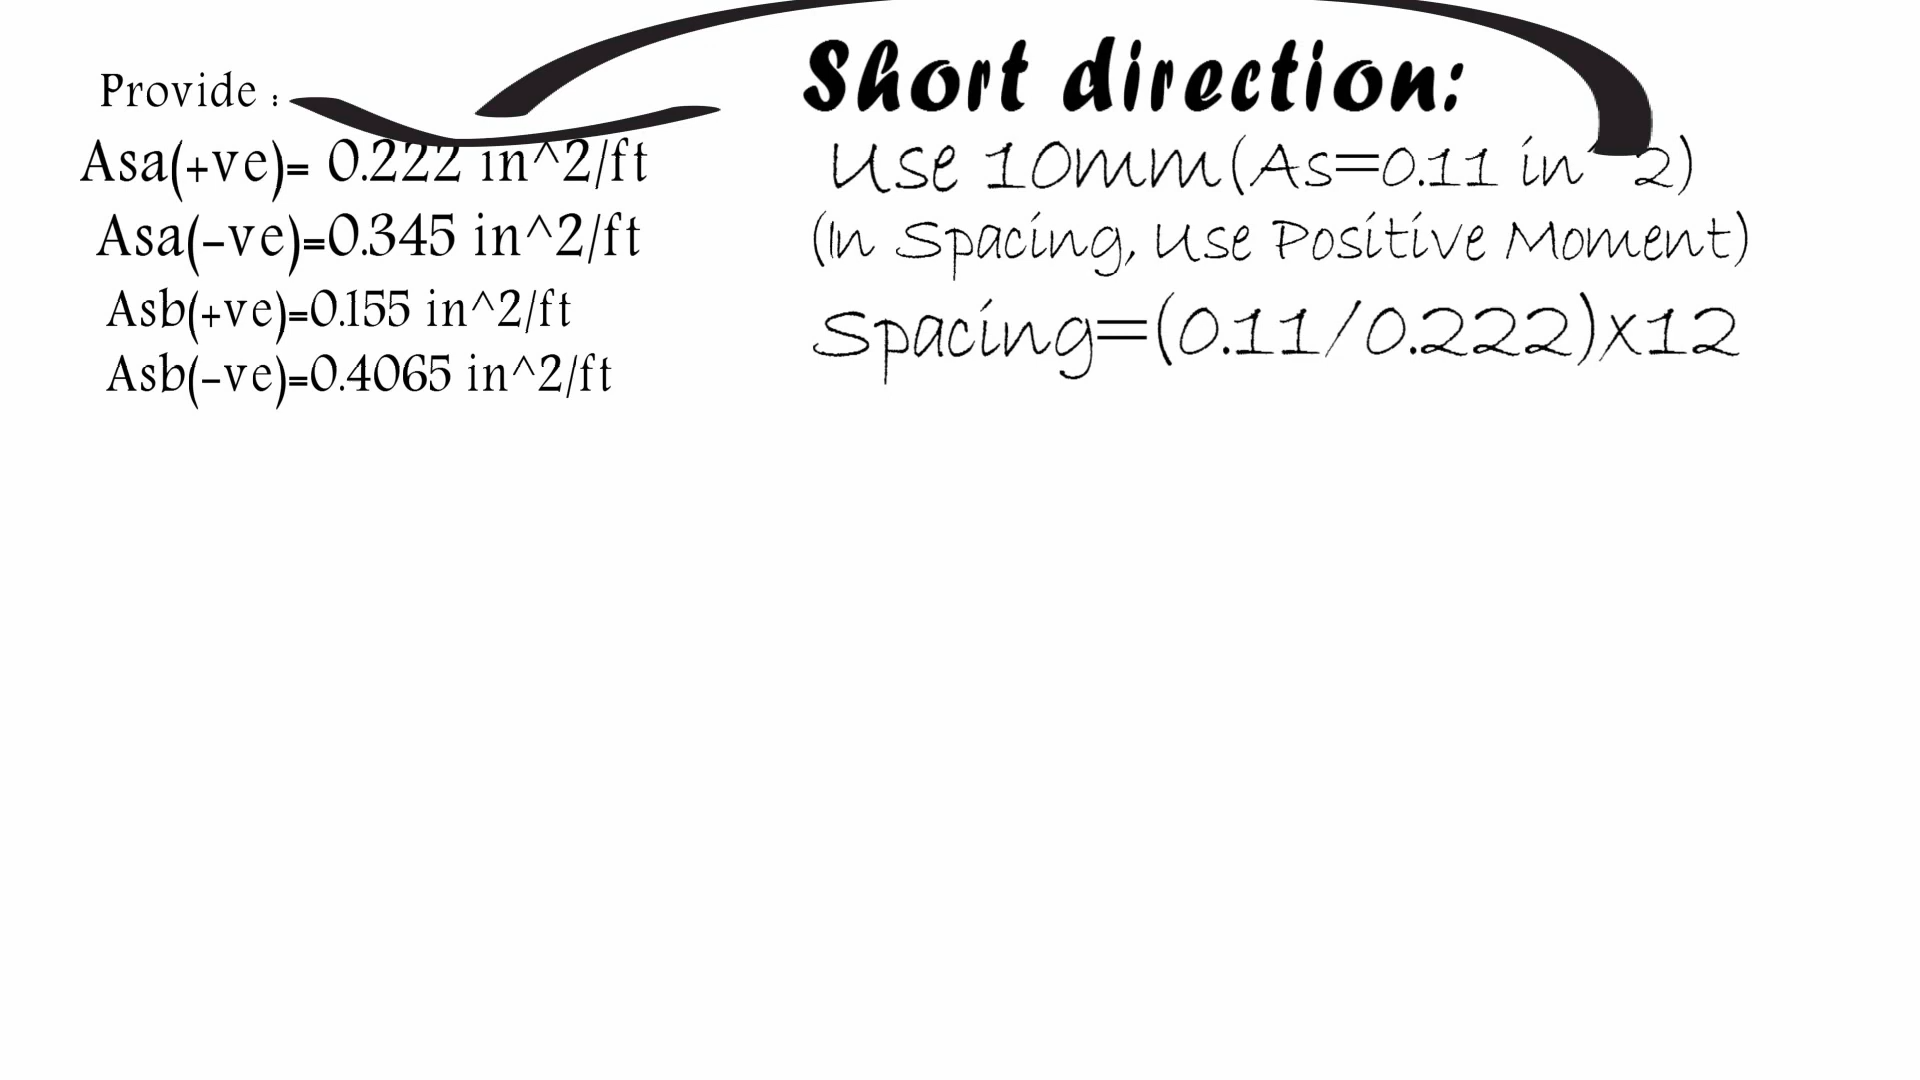 Provide :
Asa(+ve)= 0.222 in^2/ft
Asa(-ve)=0.345 in^2/ft
Asb(+ve)=0.155 in^2/ft
Asb(-ve)=0.4065 in^2/ft
Short direction:
Use 10mm(As=0.11 in^2)
(In Spacing, Use Positive Moment)
Spacing=(0.11/0.222)x12